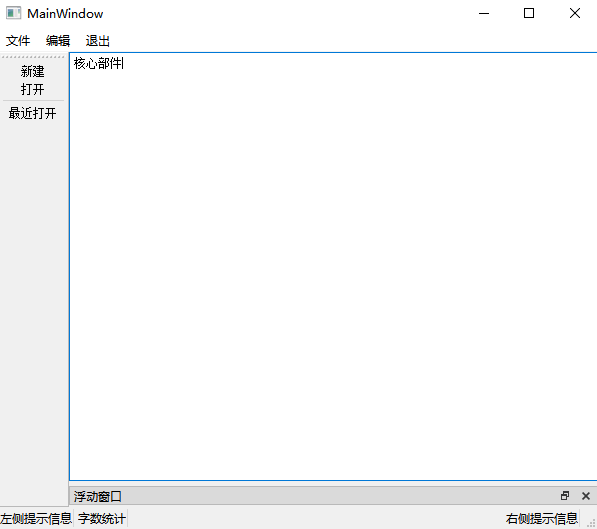 MainWindow
文件 编辑 退出
新建
打开
最近打开
核心部件
浮动窗口
左侧提示信息 字数统计 右侧提示信息